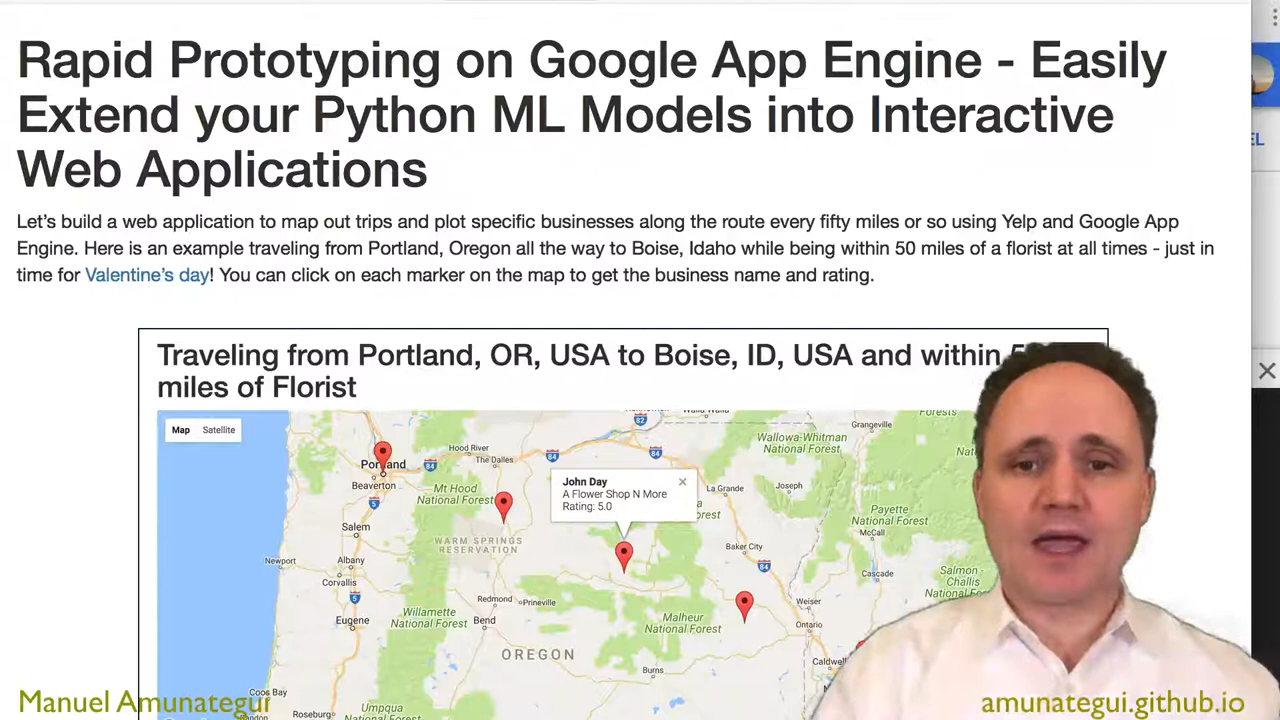 Rapid Prototyping on Google App Engine - Easily
Extend your Python ML Models into Interactive
Web Applications
Let's build a web application to map out trips and plot specific businesses along the route every fifty miles or so using Yelp and Google App
Engine. Here is an example traveling from Portland, Oregon all the way to Boise, Idaho while being within 50 miles of a florist at all times - just in
time for Valentine's day! You can click on each marker on the map to get the business name and rating.
Traveling from Portland, OR, USA to Boise, ID, USA and within
miles of Florist
Map Satellite
82
Forests
Grangeville
Wallowa-Whitman
National Forest
Portland
Hood River
The Dalles
84
84
84
Beaverton
Mt Hood
National Forest
John Day
A Flower Shop N More
Rating: 5.0
La Grande
Joseph
5
Payette
National Forest
McCall
Salem
WARM SPRINGS
RESERVATION
Baker City
84
Newport
Albany
Corvallis
Cascade
Salmon-
Challis
National Forest
5
Redmond
Prineville
Weiser
Eugene
Willamette
National Forest
Bend
Malheur
National Forest
Ontario
OREGON
Burns
Caldwell
Coos Bay
Umpqua
National Forest
Roseburg
EL
Manuel Amunategui
amunategui.github.io